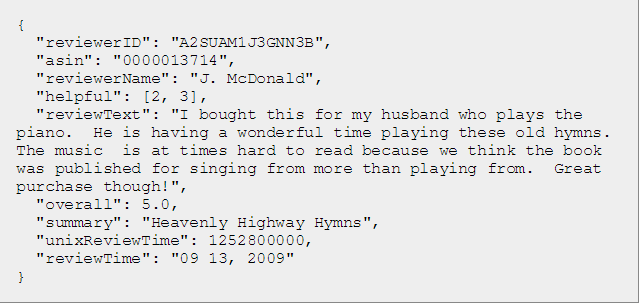 {
"reviewerID": "A2SUAM1J3GNN3B",
"asin": "0000013714",
"reviewerName": "J. McDonald",
"helpful": [2, 3],
"reviewText": "I bought this for my husband who plays the
piano.  He is having a wonderful time playing these old hymns.
The music  is at times hard to read because we think the book
was published for singing from more than playing from.  Great
purchase though!",
"overall": 5.0,
"summary": "Heavenly Highway Hymns",
"unixReviewTime": 1252800000,
"reviewTime": "09 13, 2009"
}